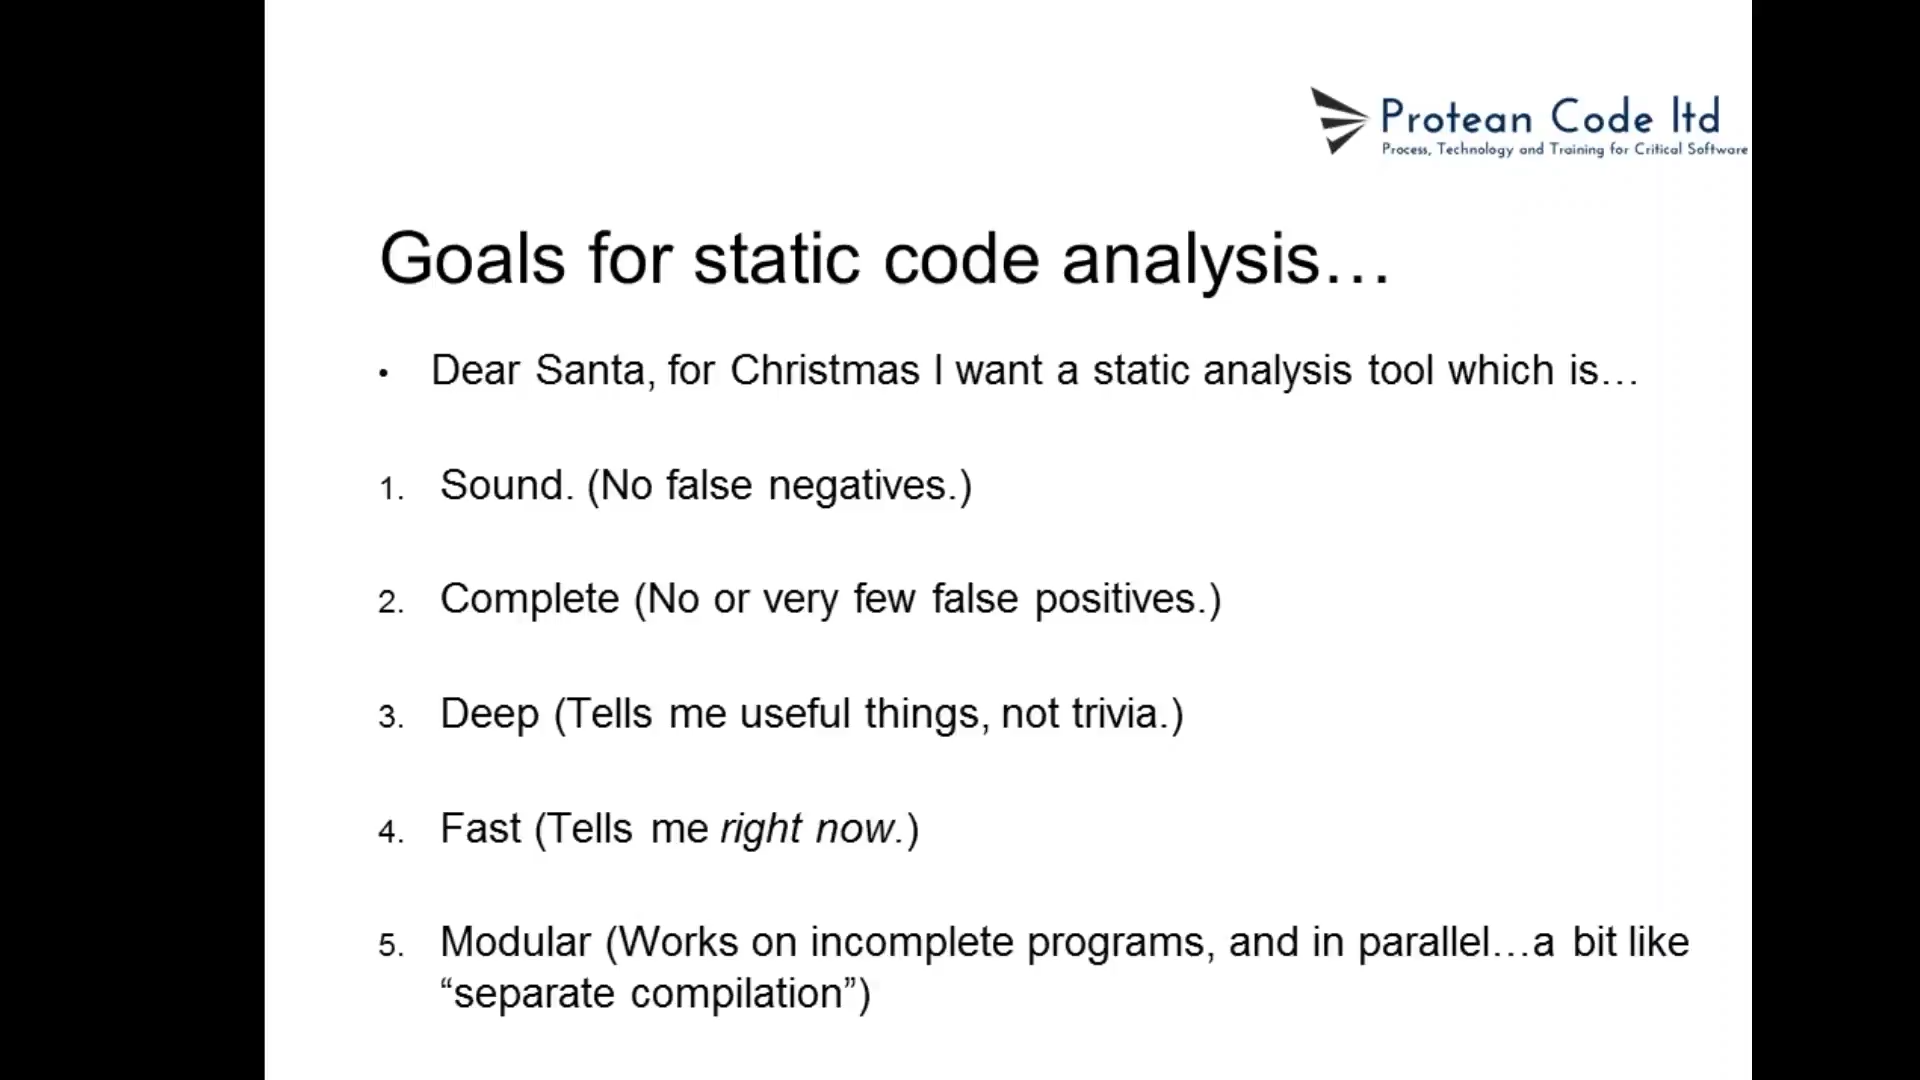 Protean Code ltd
Process, Technology and Training for Critical Software
Goals for static code analysis…
• Dear Santa, for Christmas I want a static analysis tool which is…
1. Sound. (No false negatives.)
2. Complete (No or very few false positives.)
3. Deep (Tells me useful things, not trivia.)
4. Fast (Tells me right now.)
5. Modular (Works on incomplete programs, and in parallel…a bit like
“separate compilation”)